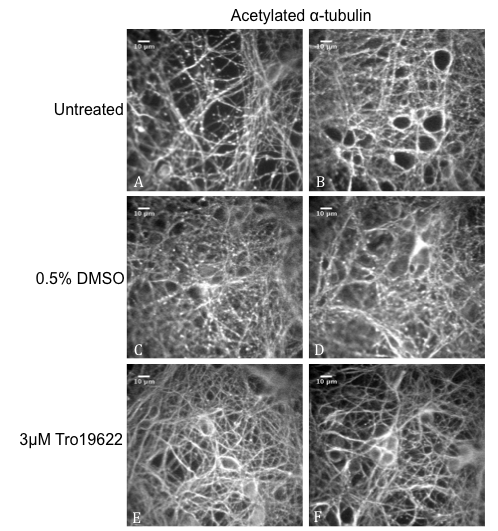 Acetylated α-tubulin
Untreated
10 µm
10 µm
A
B
0.5% DMSO
10 µm
10 µm
C
D
3µM Tro19622
10 µm
10 µm
E
F